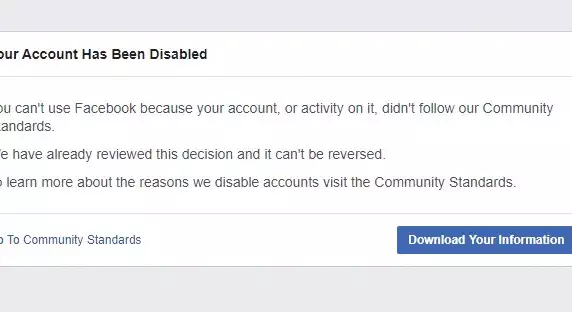 our Account Has Been Disabled
ou can't use Facebook because your account, or activity on it, didn't follow our Community
tandards.
e have already reviewed this decision and it can't be reversed.
o learn more about the reasons we disable accounts visit the Community Standards.
o To Community Standards
Download Your Information